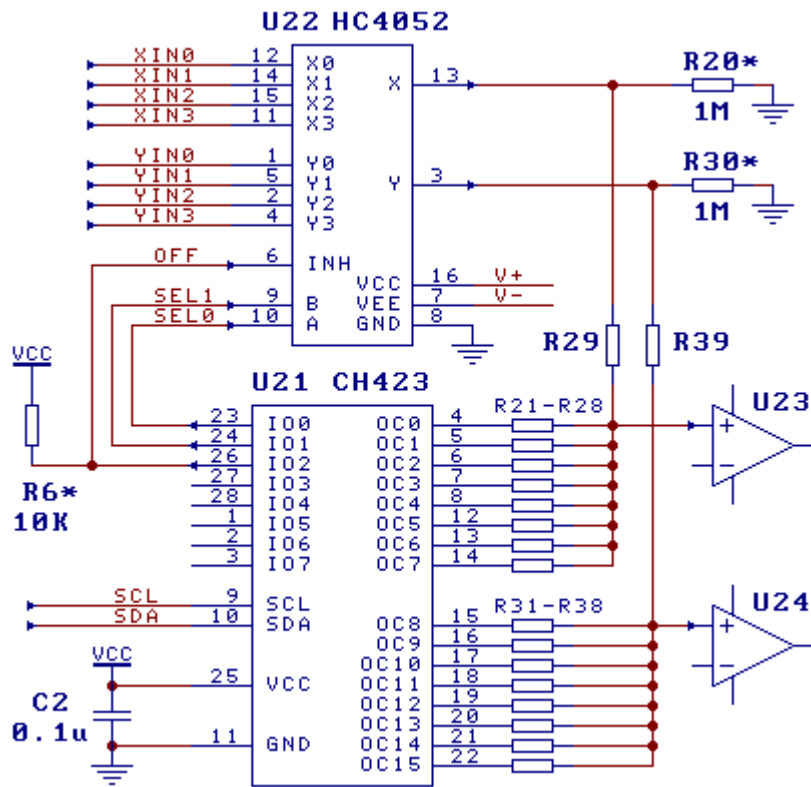 U22 HC4052
XIN0 12 X0
XIN1 14 X1
XIN2 15 X2
XIN3 11 X3
X 13
R20*
1M
YIN0 1 Y0
YIN1 5 Y1
YIN2 2 Y2
YIN3 4 Y3
Y 3
R30*
1M
OFF 6 INH
VCC 16 V+
SEL1 9 B
VEE 7 V-
SEL0 10 A
GND 8
R29
R39
VCC
R6*
10K
U21 CH423
R21-R28
23 IO0
24 IO1
26 IO2
27 IO3
28 IO4
1 IO5
2 IO6
3 IO7
OC0 4
OC1 5
OC2 6
OC3 7
OC4 8
OC5 12
OC6 13
OC7 14
+
-
U23
SCL 9 SCL
SDA 10 SDA
R31-R38
OC8 15
OC9 16
OC10 17
OC11 18
OC12 19
OC13 20
OC14 21
OC15 22
+
-
U24
VCC
25 VCC
C2
0.1u
11 GND